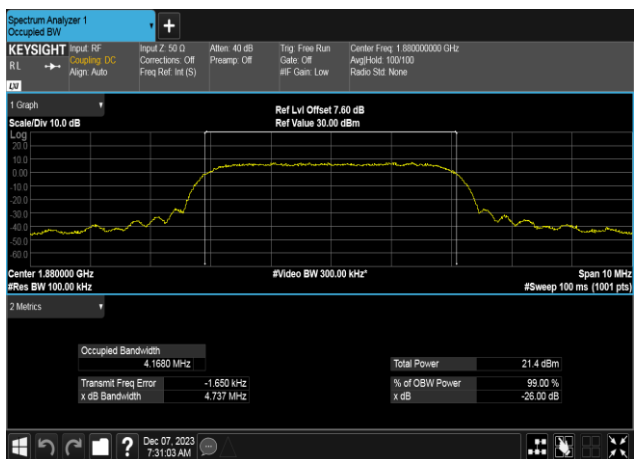 Spectrum Analyzer 1
Occupied BW
KEYSIGHT Input: RF Input Z: 50 Ω Atten: 40 dB Trig: Free Run Center Freq: 1.880000000 GHz
R L Coupling: DC Corrections: Off Preamp: Off Gate: Off Avg|Hold: 100/100
Align: Auto Freq Ref: Int (S) #IF Gain: Low Radio Std: None
LXI
1 Graph Ref Lvl Offset 7.60 dB
Scale/Div 10.0 dB Ref Value 30.00 dBm
Log
20.0
10.0
0.00
-10.0
-20.0
-30.0
-40.0
-50.0
-60.0
Center 1.880000 GHz #Video BW 300.00 kHz* Span 10 MHz
#Res BW 100.00 kHz #Sweep 100 ms (1001 pts)
2 Metrics
Occupied Bandwidth
4.1680 MHz Total Power 21.4 dBm
Transmit Freq Error -1.650 kHz % of OBW Power 99.00 %
x dB Bandwidth 4.737 MHz x dB -26.00 dB
Dec 07, 2023
7:31:03 AM